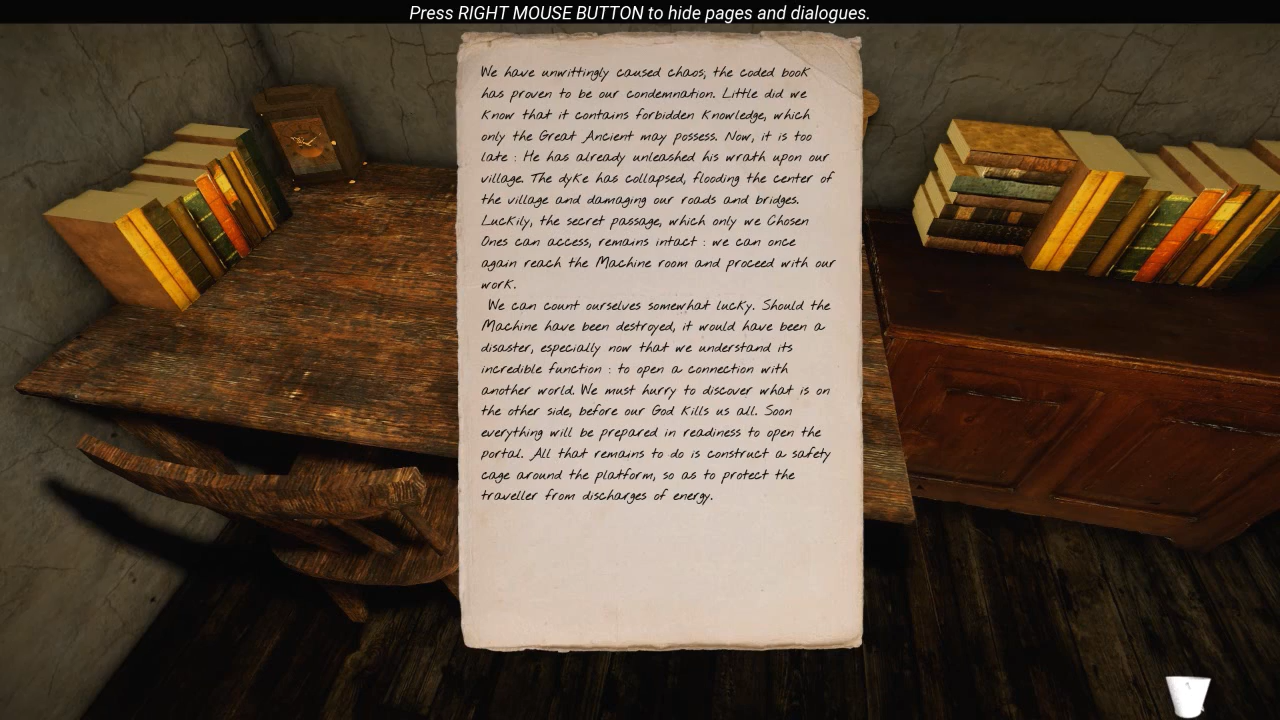 Press RIGHT MOUSE BUTTON to hide pages and dialogues.
We have unwittingly caused chaos; the coded book
has proven to be our condemnation. Little did we
know that it contains forbidden knowledge, which
only the Great Ancient may possess. Now, it is too
late : He has already unleashed his wrath upon our
village. The dyke has collapsed, flooding the center of
the village and damaging our roads and bridges.
Luckily, the secret passage, which only we Chosen
Ones can access, remains intact : we can once
again reach the Machine room and proceed with our
work.
We can count ourselves somewhat lucky. Should the
Machine have been destroyed, it would have been a
disaster, especially now that we understand its
incredible function : to open a connection with
another world. We must hurry to discover what is on
the other side, before our God kills us all. Soon
everything will be prepared in readiness to open the
portal. All that remains to do is construct a safety
cage around the platform, so as to protect the
traveller from discharges of energy.